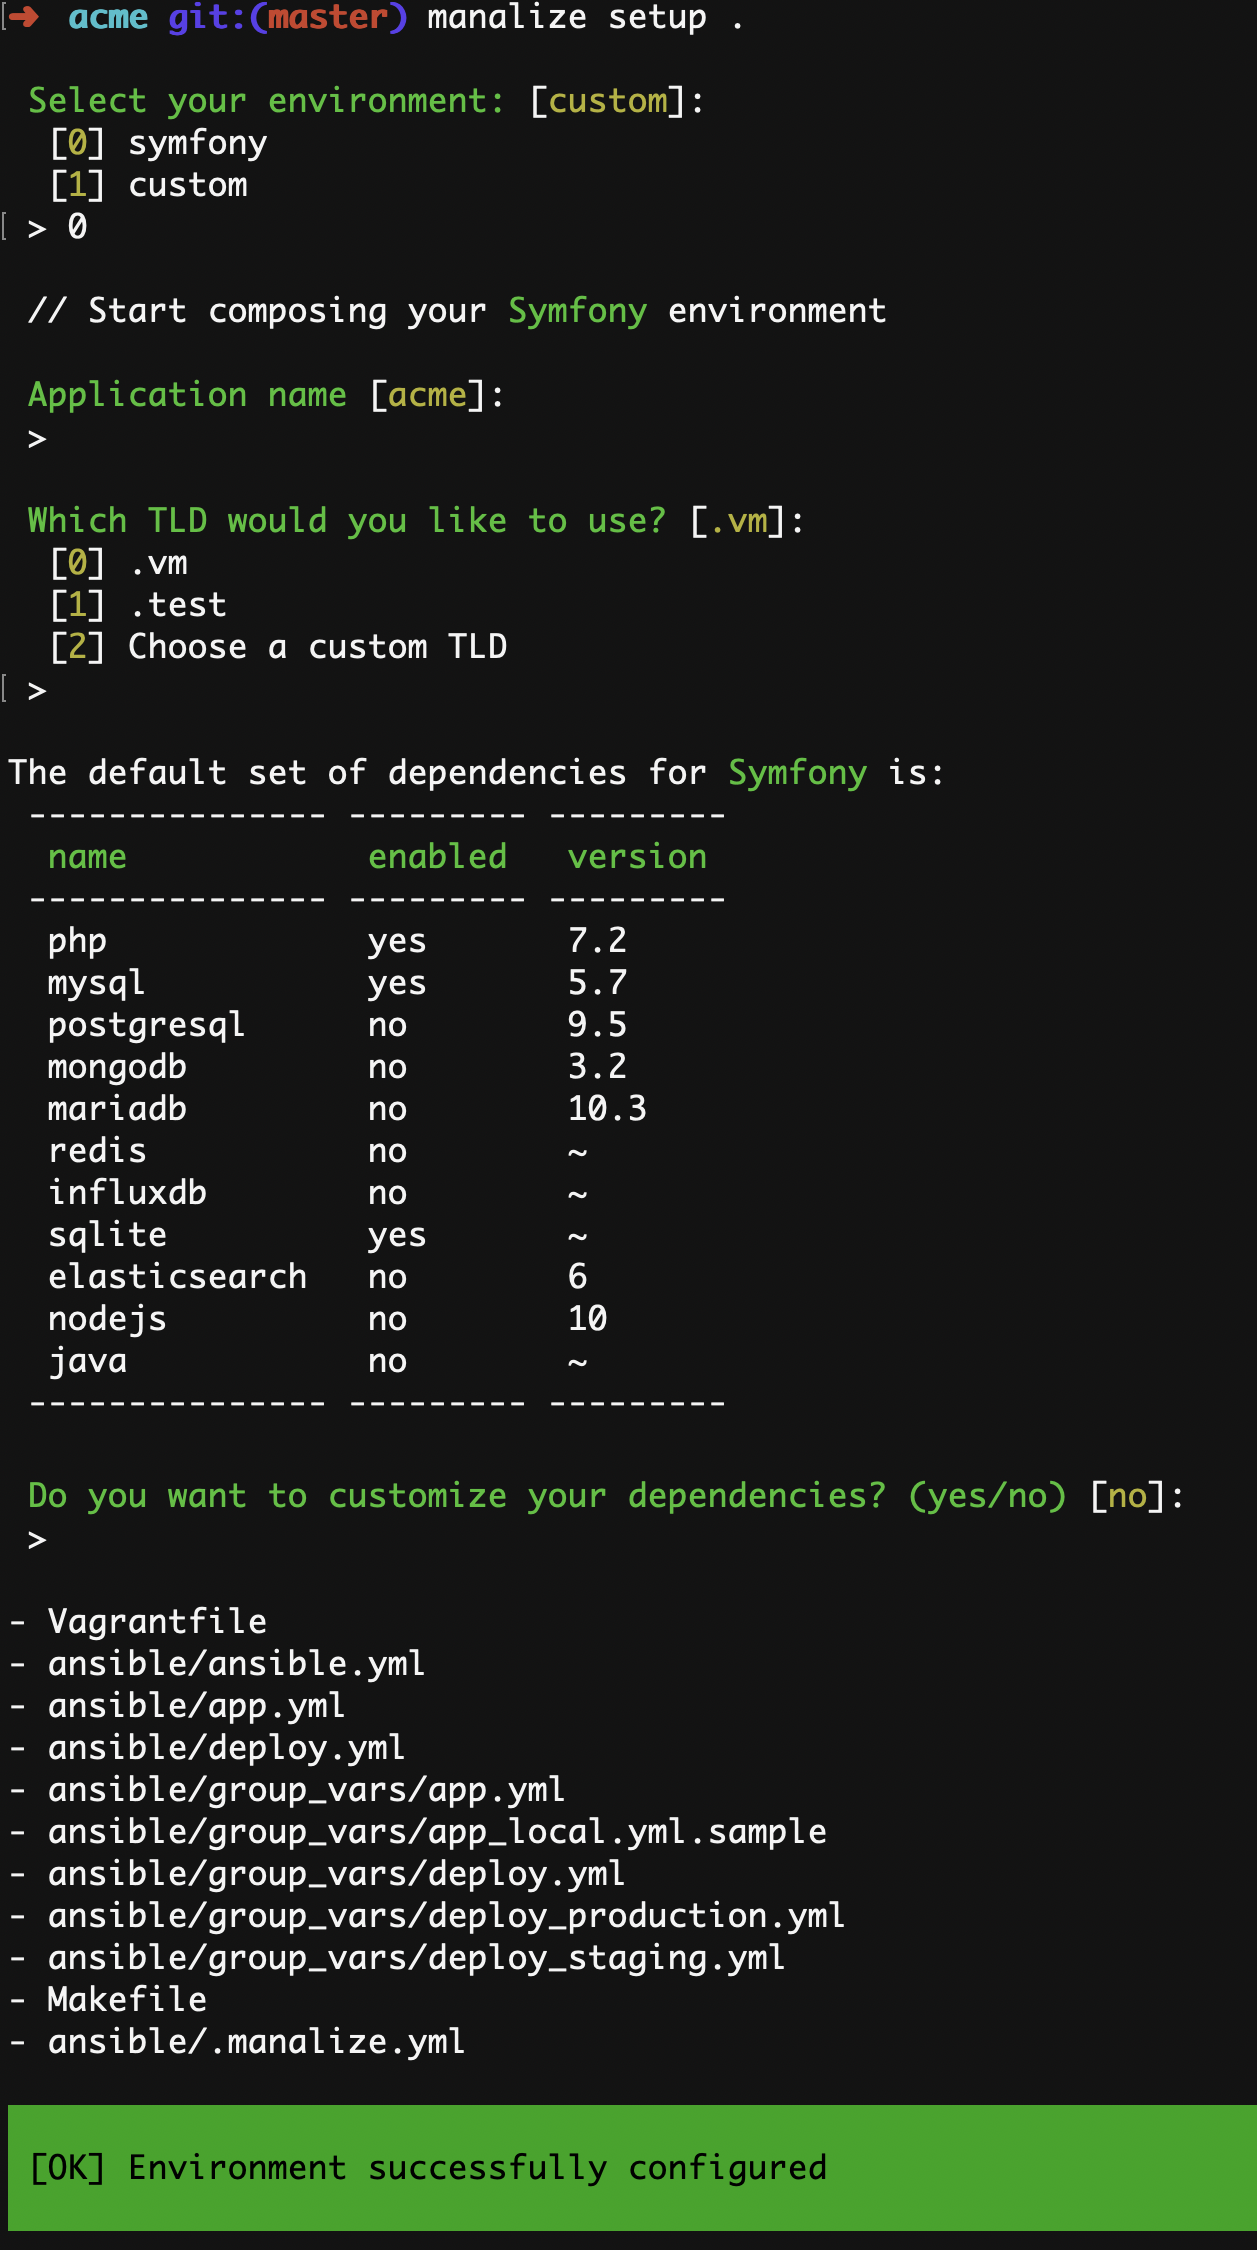 ➜ acme git:(master) manalize setup .
Select your environment: [custom]:
[0] symfony
[1] custom
> 0
// Start composing your Symfony environment
Application name [acme]:
>
Which TLD would you like to use? [.vm]:
[0] .vm
[1] .test
[2] Choose a custom TLD
>
The default set of dependencies for Symfony is:
--------------- --------- ---------
name enabled version
--------------- --------- ---------
php yes 7.2
mysql yes 5.7
postgresql no 9.5
mongodb no 3.2
mariadb no 10.3
redis no ~
influxdb no ~
sqlite yes ~
elasticsearch no 6
nodejs no 10
java no ~
--------------- --------- ---------
Do you want to customize your dependencies? (yes/no) [no]:
>
- Vagrantfile
- ansible/ansible.yml
- ansible/app.yml
- ansible/deploy.yml
- ansible/group_vars/app.yml
- ansible/group_vars/app_local.yml.sample
- ansible/group_vars/deploy.yml
- ansible/group_vars/deploy_production.yml
- ansible/group_vars/deploy_staging.yml
- Makefile
- ansible/.manalize.yml
[OK] Environment successfully configured